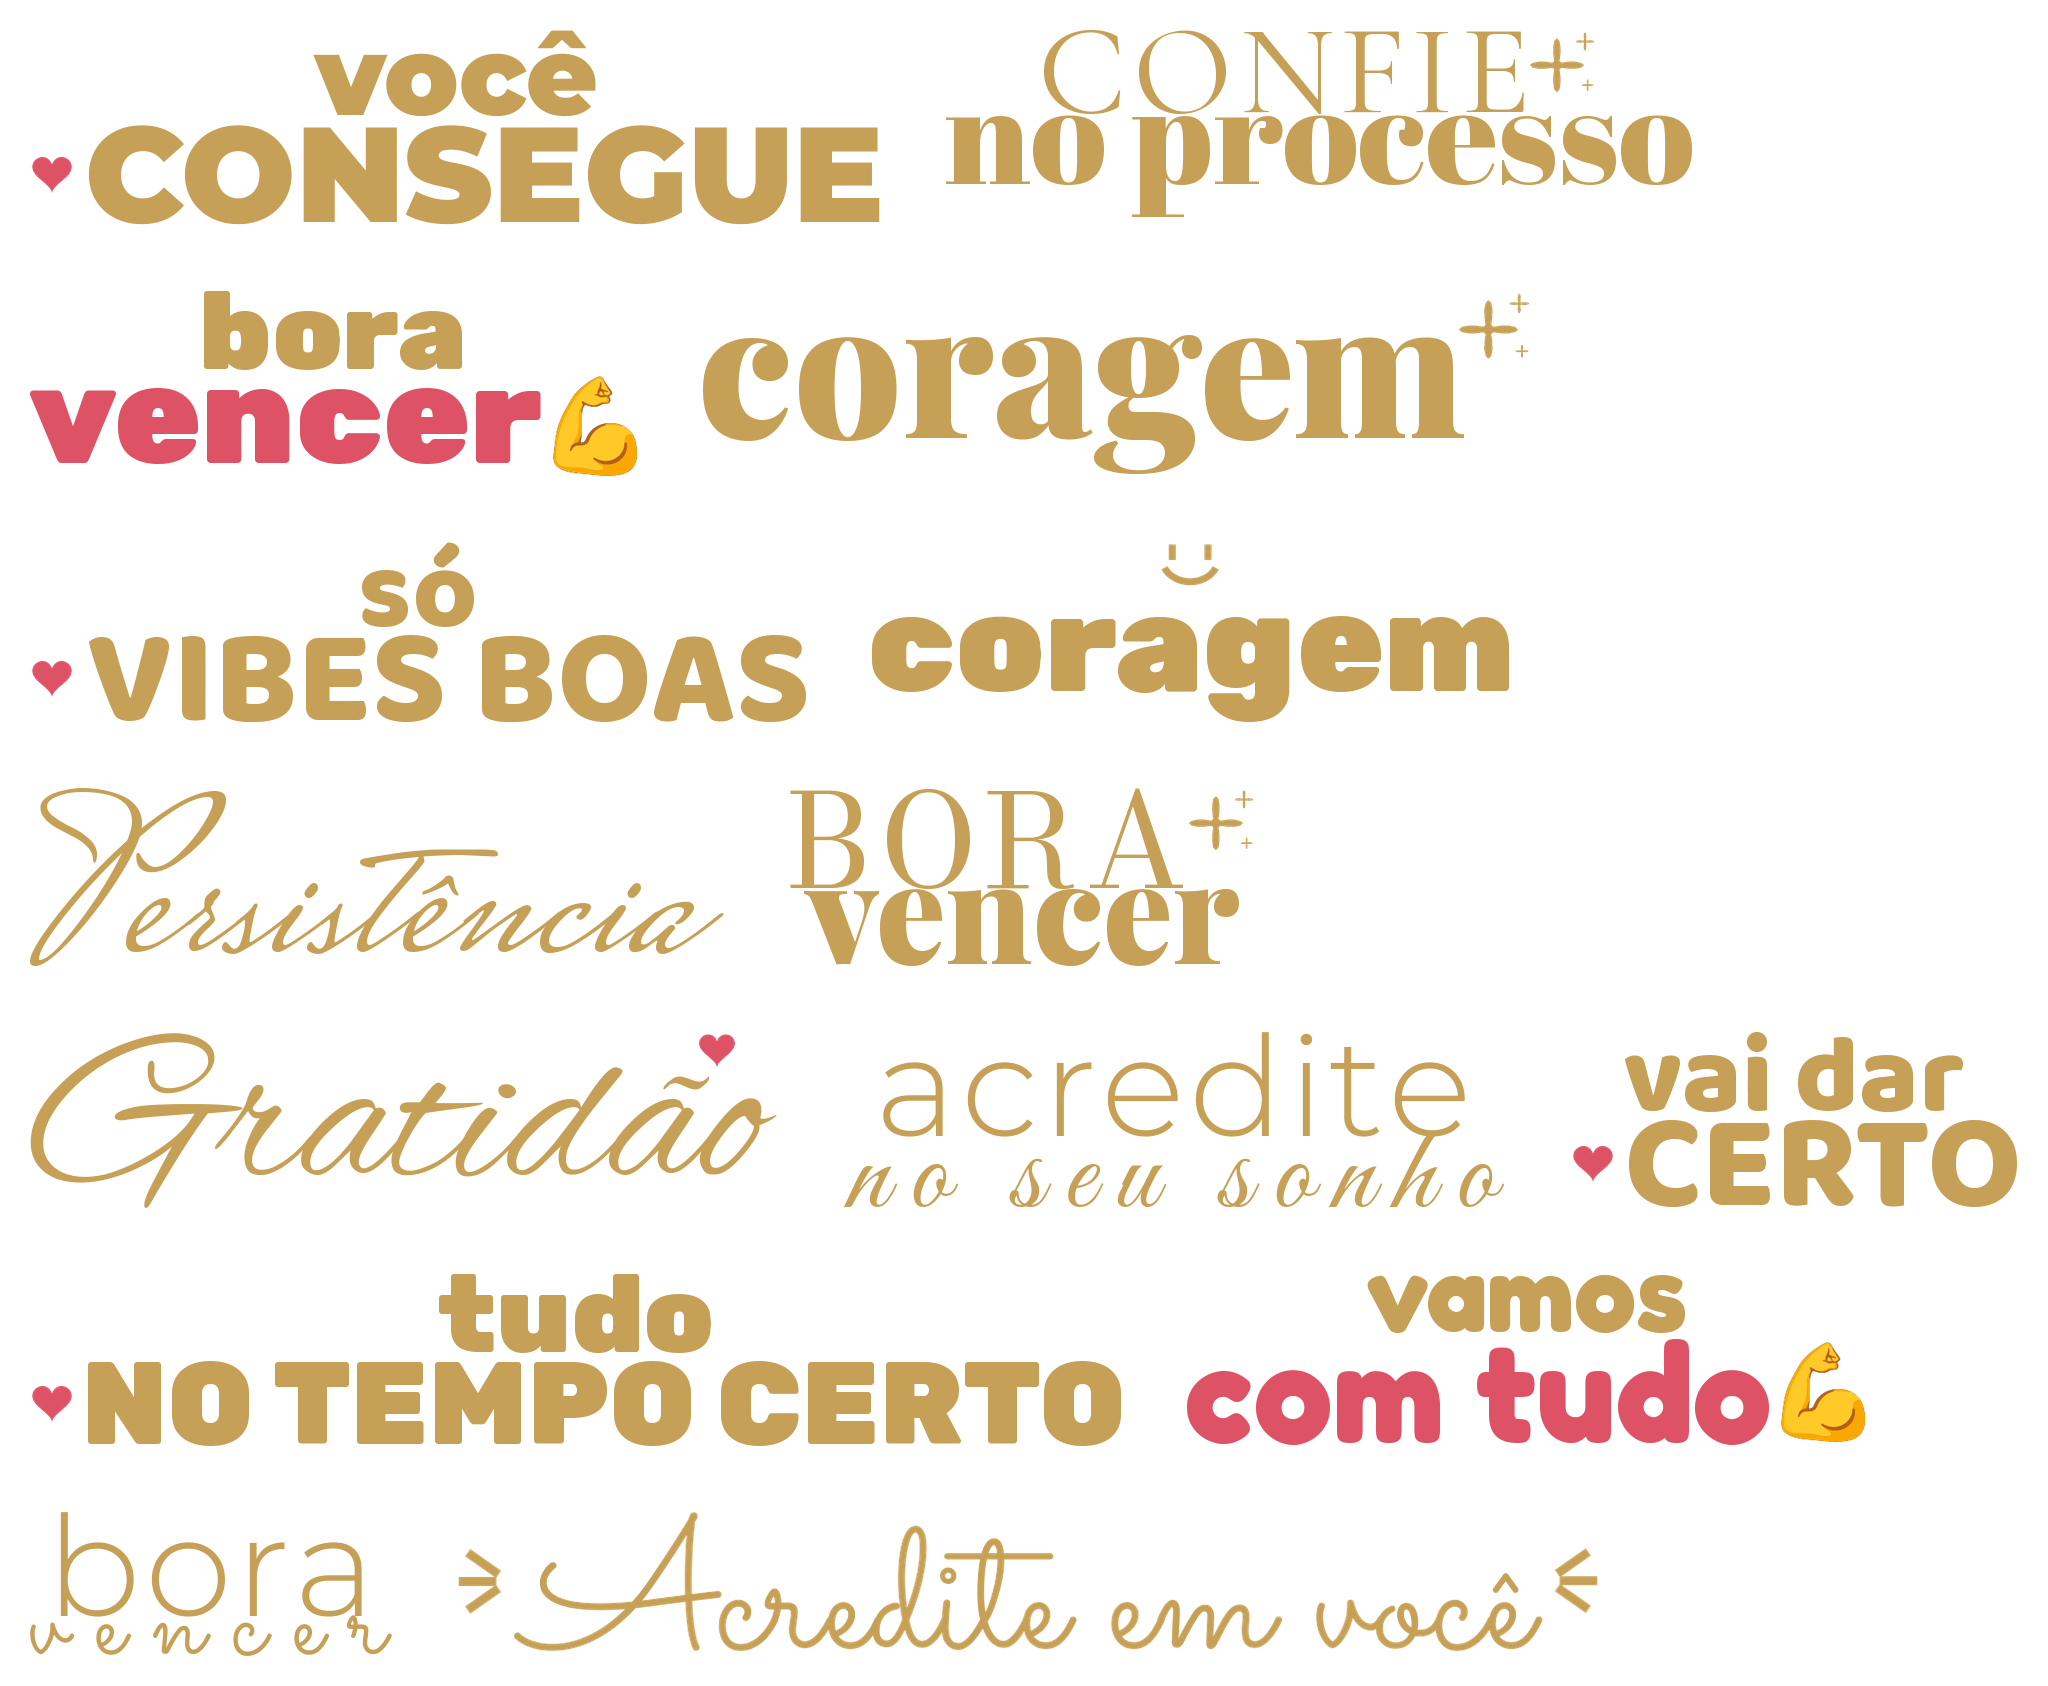 você
CONSEGUE
CONFIE
no processo
bora
vencer
coragem
só
VIBES BOAS
coragem
Persistência
BORA
vencer
Gratidão
acredite
no seu sonho
vai dar
CERTO
tudo
NO TEMPO CERTO
vamos
com tudo
bora
vencer
Acredite em você